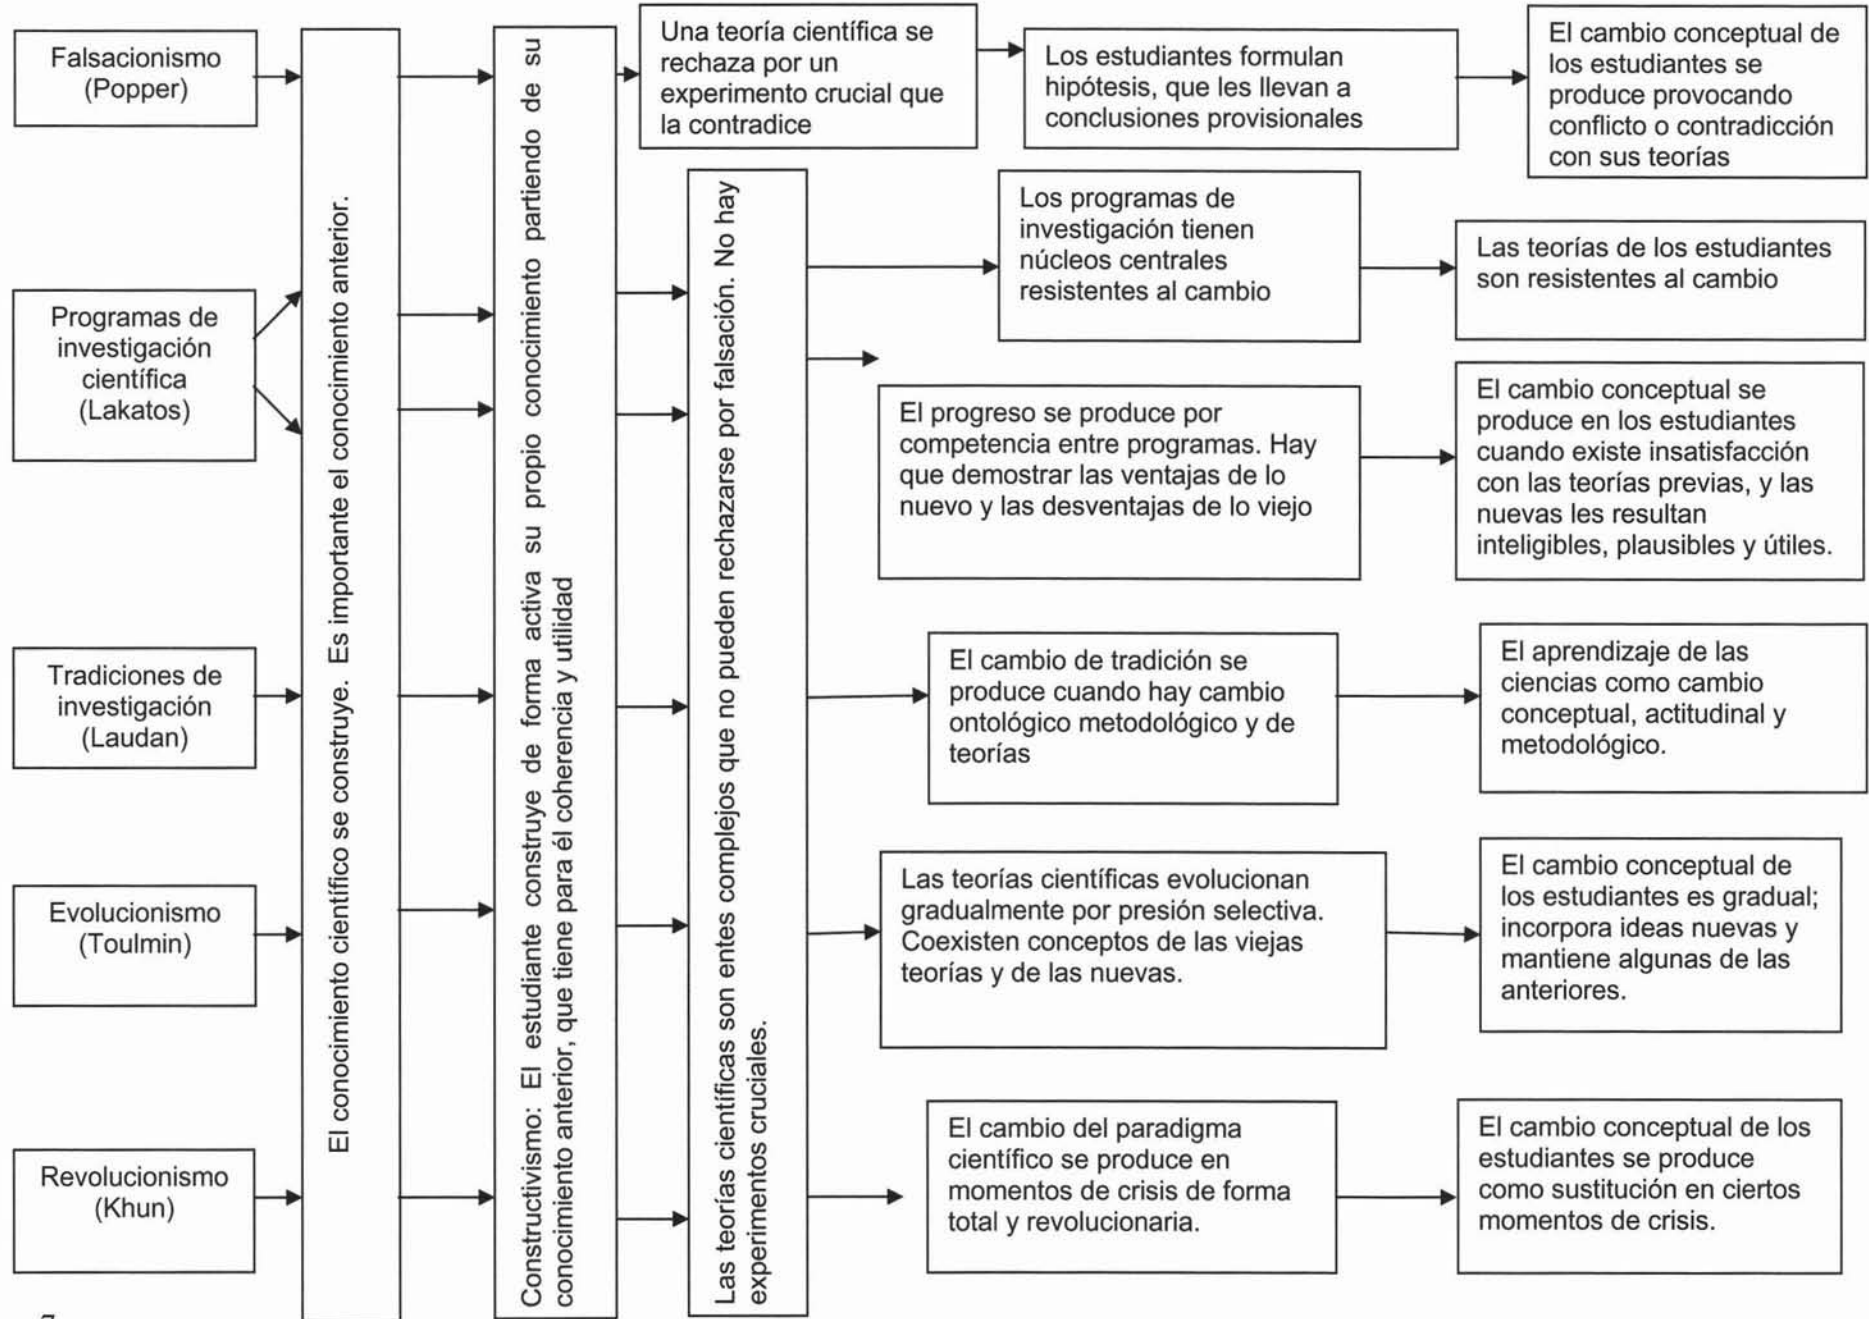 Falsacionismo
(Popper)
Programas de
investigación
científica
(Lakatos)
Tradiciones de
investigación
(Laudan)
Evolucionismo
(Toulmin)
Revolucionismo
(Khun)
El conocimiento científico se construye. Es importante el conocimiento anterior.
Constructivismo: El estudiante construye de forma activa su propio conocimiento partiendo de su
conocimiento anterior, que tiene para él coherencia y utilidad
Las teorías científicas son entes complejos que no pueden rechazarse por falsación. No hay
experimentos cruciales.
Una teoría científica se
rechaza por un
experimento crucial que
la contradice
Los estudiantes formulan
hipótesis, que les llevan a
conclusiones provisionales
El cambio conceptual de
los estudiantes se
produce provocando
conflicto o contradicción
con sus teorías
Los programas de
investigación tienen
núcleos centrales
resistentes al cambio
Las teorías de los estudiantes
son resistentes al cambio
El progreso se produce por
competencia entre programas. Hay
que demostrar las ventajas de lo
nuevo y las desventajas de lo viejo
El cambio conceptual se
produce en los estudiantes
cuando existe insatisfacción
con las teorías previas, y las
nuevas les resultan
inteligibles, plausibles y útiles.
El cambio de tradición se
produce cuando hay cambio
ontológico metodológico y de
teorías
El aprendizaje de las
ciencias como cambio
conceptual, actitudinal y
metodológico.
Las teorías científicas evolucionan
gradualmente por presión selectiva.
Coexisten conceptos de las viejas
teorías y de las nuevas.
El cambio conceptual de
los estudiantes es gradual;
incorpora ideas nuevas y
mantiene algunas de las
anteriores.
El cambio del paradigma
científico se produce en
momentos de crisis de forma
total y revolucionaria.
El cambio conceptual de los
estudiantes se produce
como sustitución en ciertos
momentos de crisis.